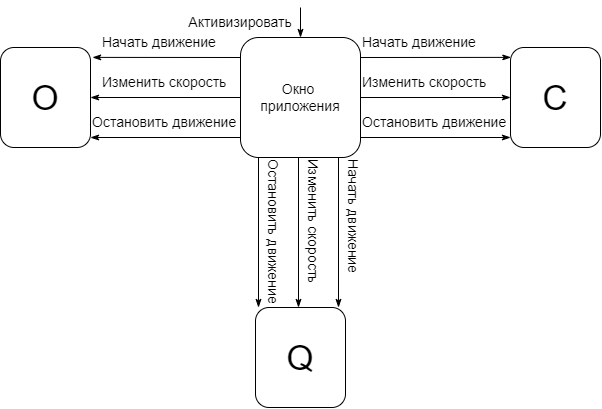 Активизировать
Начать движение
Начать движение
Изменить скорость
Окно
приложения
Изменить скорость
О
С
Остановить движение
Остановить движение
Остановить движение
Изменить скорость
Начать движение
Q